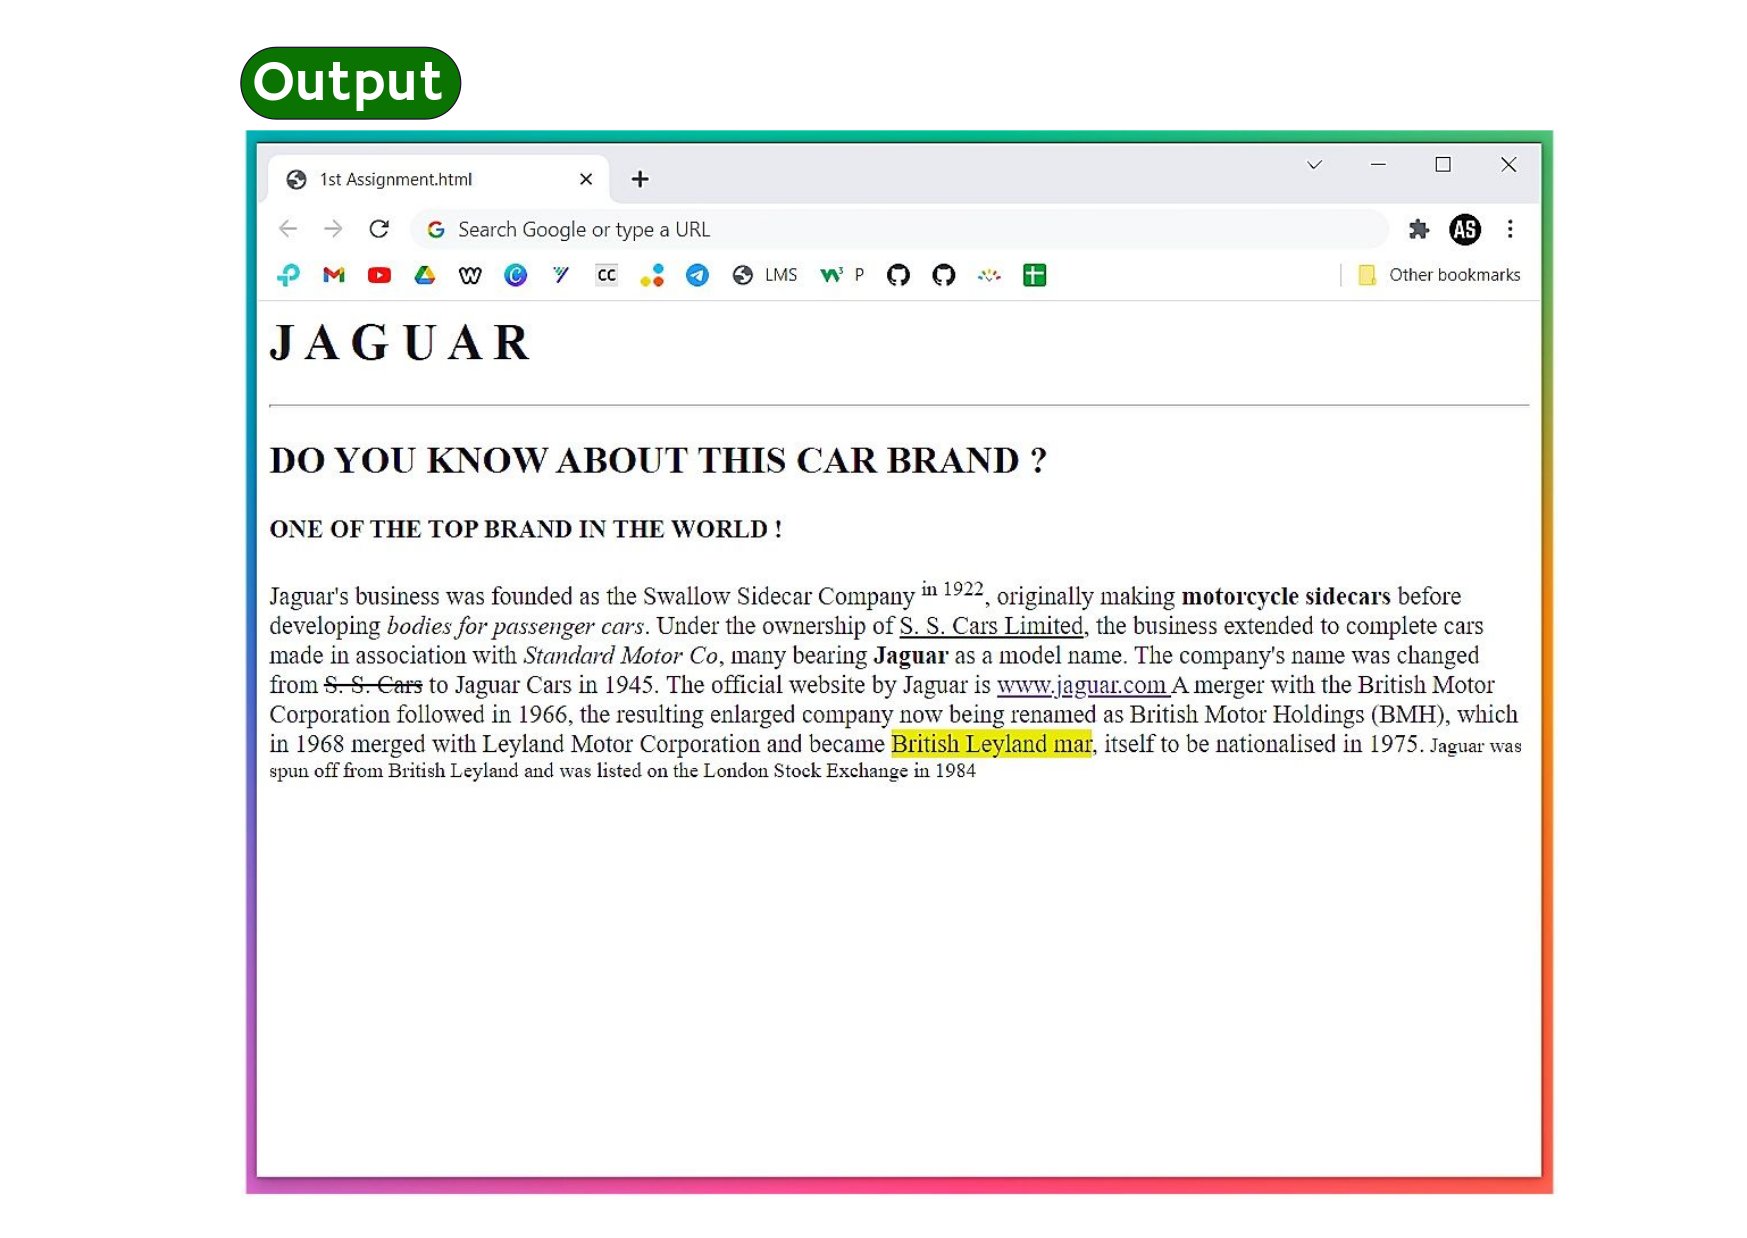 Output
1st Assignment.html
Search Google or type a URL
CC LMS W³ P Other bookmarks
J A G U A R
DO YOU KNOW ABOUT THIS CAR BRAND ?
ONE OF THE TOP BRAND IN THE WORLD !
Jaguar's business was founded as the Swallow Sidecar Company in 1922, originally making motorcycle sidecars before
developing bodies for passenger cars. Under the ownership of S. S. Cars Limited, the business extended to complete cars
made in association with Standard Motor Co, many bearing Jaguar as a model name. The company's name was changed
from S. S. Cars to Jaguar Cars in 1945. The official website by Jaguar is www.jaguar.com A merger with the British Motor
Corporation followed in 1966, the resulting enlarged company now being renamed as British Motor Holdings (BMH), which
in 1968 merged with Leyland Motor Corporation and became British Leyland mar, itself to be nationalised in 1975. Jaguar was
spun off from British Leyland and was listed on the London Stock Exchange in 1984